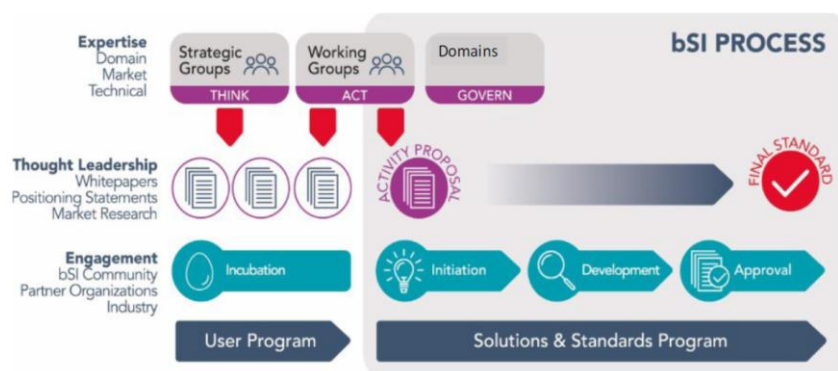 bSI PROCESS
Expertise
Domain
Market
Technical
Strategic
Groups
THINK
Working
Groups
ACT
Domains
GOVERN
Thought Leadership
Whitepapers
Positioning Statements
Market Research
ACTIVITY PROPOSAL
FINAL STANDARD
Engagement
bSI Community
Partner Organizations
Industry
Incubation
Initiation
Development
Approval
User Program
Solutions & Standards Program